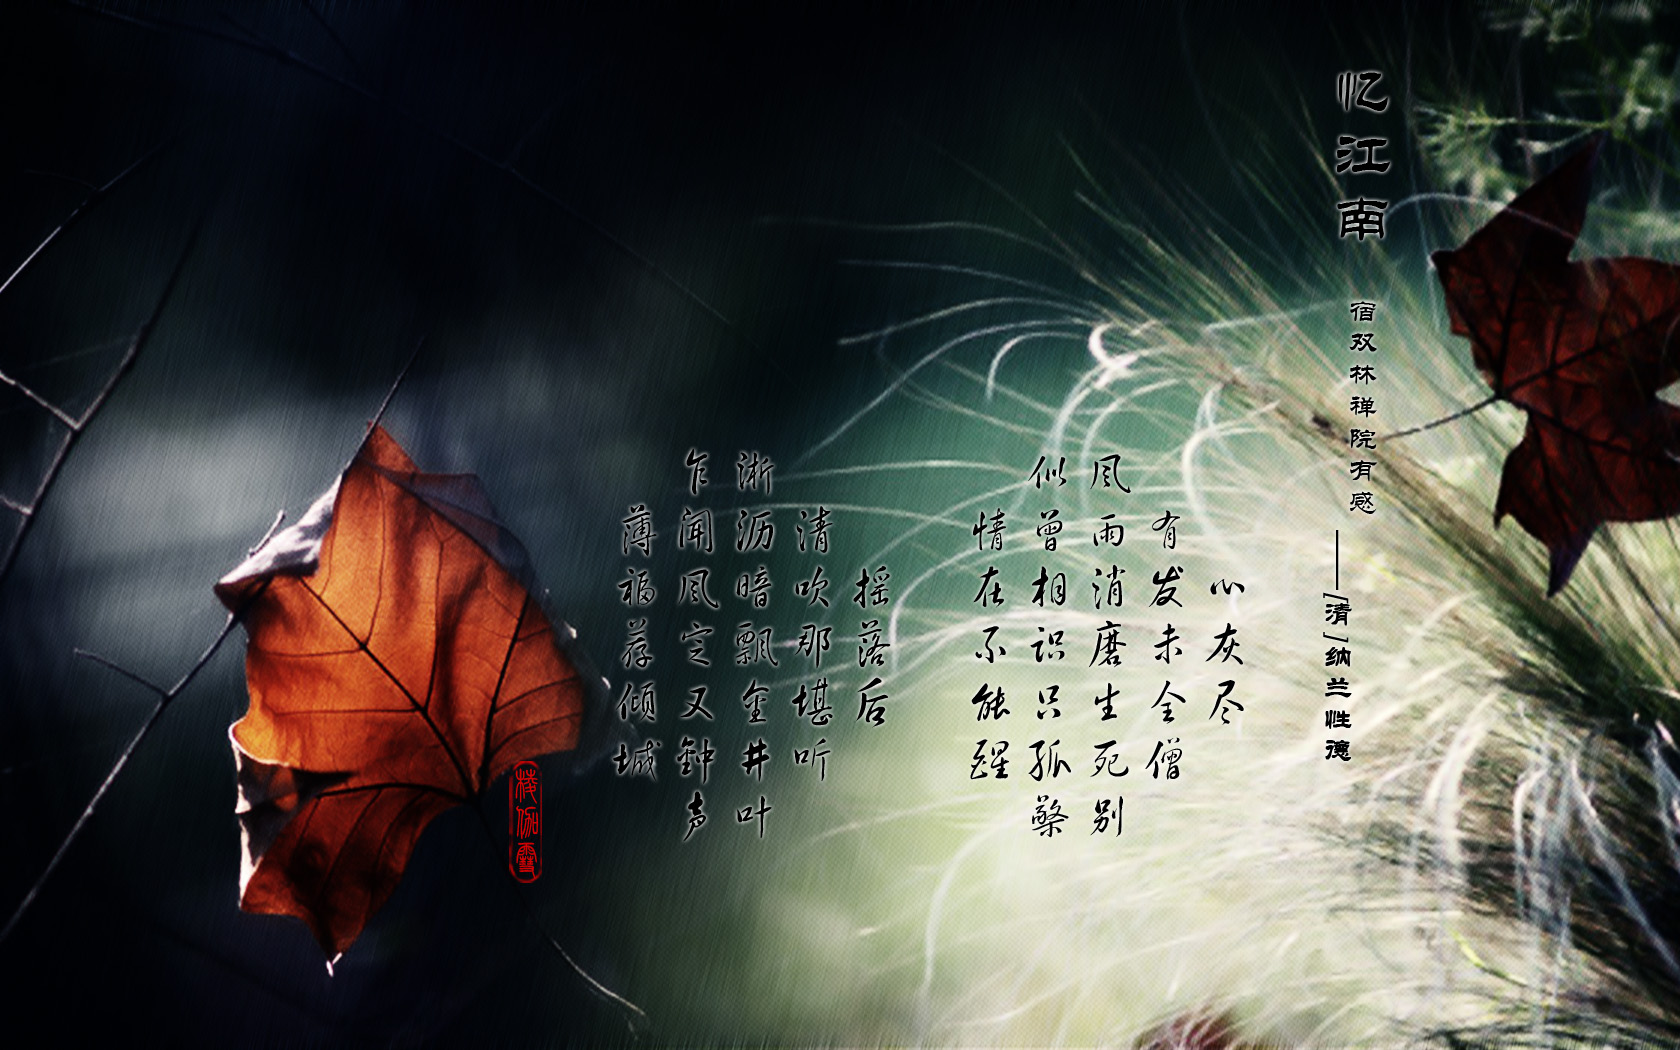 忆江南
宿双林禅院有感
——[清]纳兰性德
心灰尽
有发未全僧
风雨消磨生死别
似曾相识只孤檠
情在不能醒
摇落后
清吹那堪听
淅沥暗飘金井叶
乍闻风定又钟声
薄福荐倾城
棱伽雪